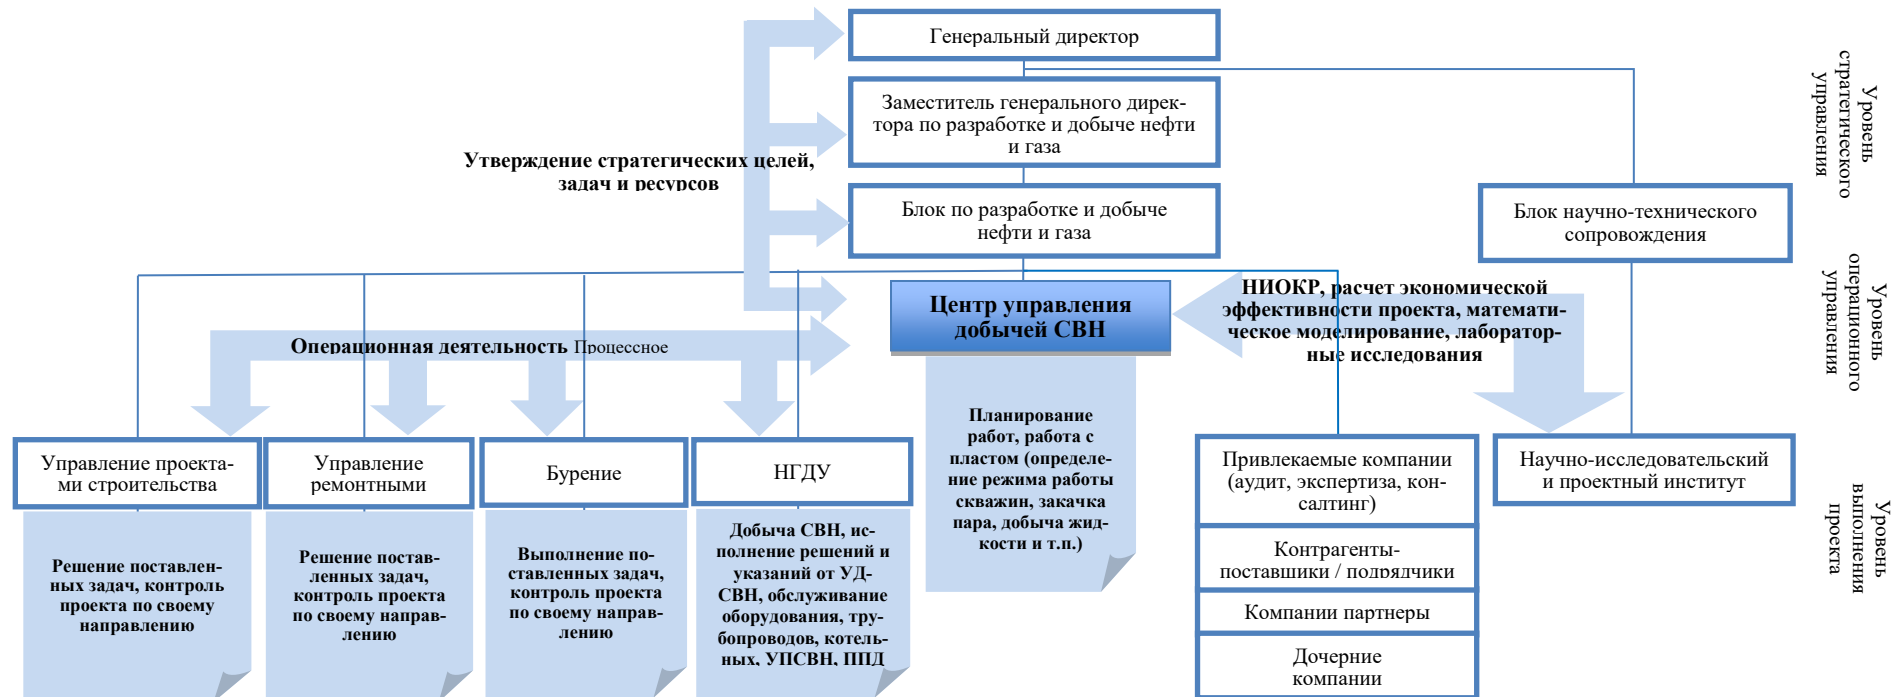 Генеральный директор
Заместитель генерального дирек-
тора по разработке и добыче нефти
и газа
Утверждение стратегических целей,
задач и ресурсов
Блок по разработке и добыче
нефти и газа
Блок научно-технического
сопровождения
Уровень
стратегического
управления
Центр управления
добычей СВН
НИОКР, расчет экономической
эффективности проекта, математи-
ческое моделирование, лаборатор-
ные исследования
Операционная деятельность Процессное
Уровень
операционного
управления
Планирование
работ, работа с
пластом (определе-
ние режима работы
скважин, закачка
пара, добыча жид-
кости и т.п.)
Управление проекта-
ми строительства
Управление
ремонтными
Бурение
НГДУ
Привлекаемые компании
(аудит, экспертиза, кон-
салтинг)
Научно-исследовательский
и проектный институт
Уровень
выполнения
проекта
Решение поставлен-
ных задач, контроль
проекта по своему
направлению
Решение постав-
ленных задач,
контроль проекта
по своему направ-
лению
Выполнение по-
ставленных задач,
контроль проекта
по своему направ-
лению
Добыча СВН, ис-
полнение решений и
указаний от УД-
СВН, обслуживание
оборудования, тру-
бопроводов, котель-
ных, УПСВН, ППД
Контрагенты-
поставшики / подрядчики
Компании партнеры
Дочерние
компании